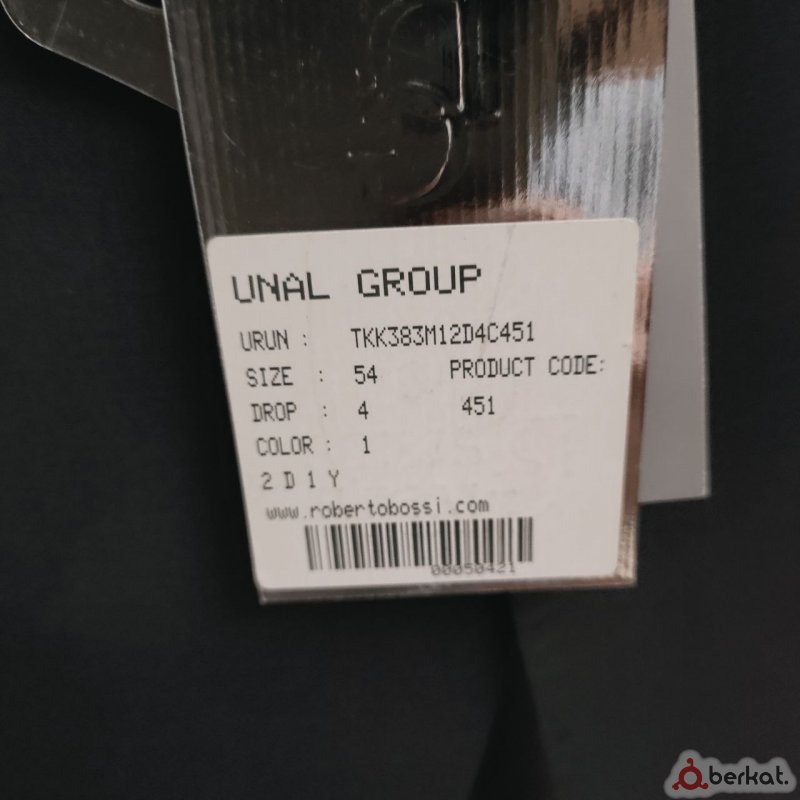 UNAL GROUP
URUN : TKK383M12D4C451
SIZE : 54 PRODUCT CODE:
DROP : 4 451
COLOR : 1
2 D 1 Y
www.robertobossi.com
00050421
berkat.